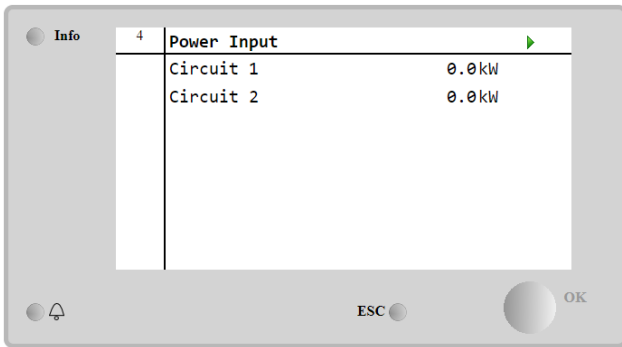 Info
4 Power Input
Circuit 1 0.0kW
Circuit 2 0.0kW
ESC
OK